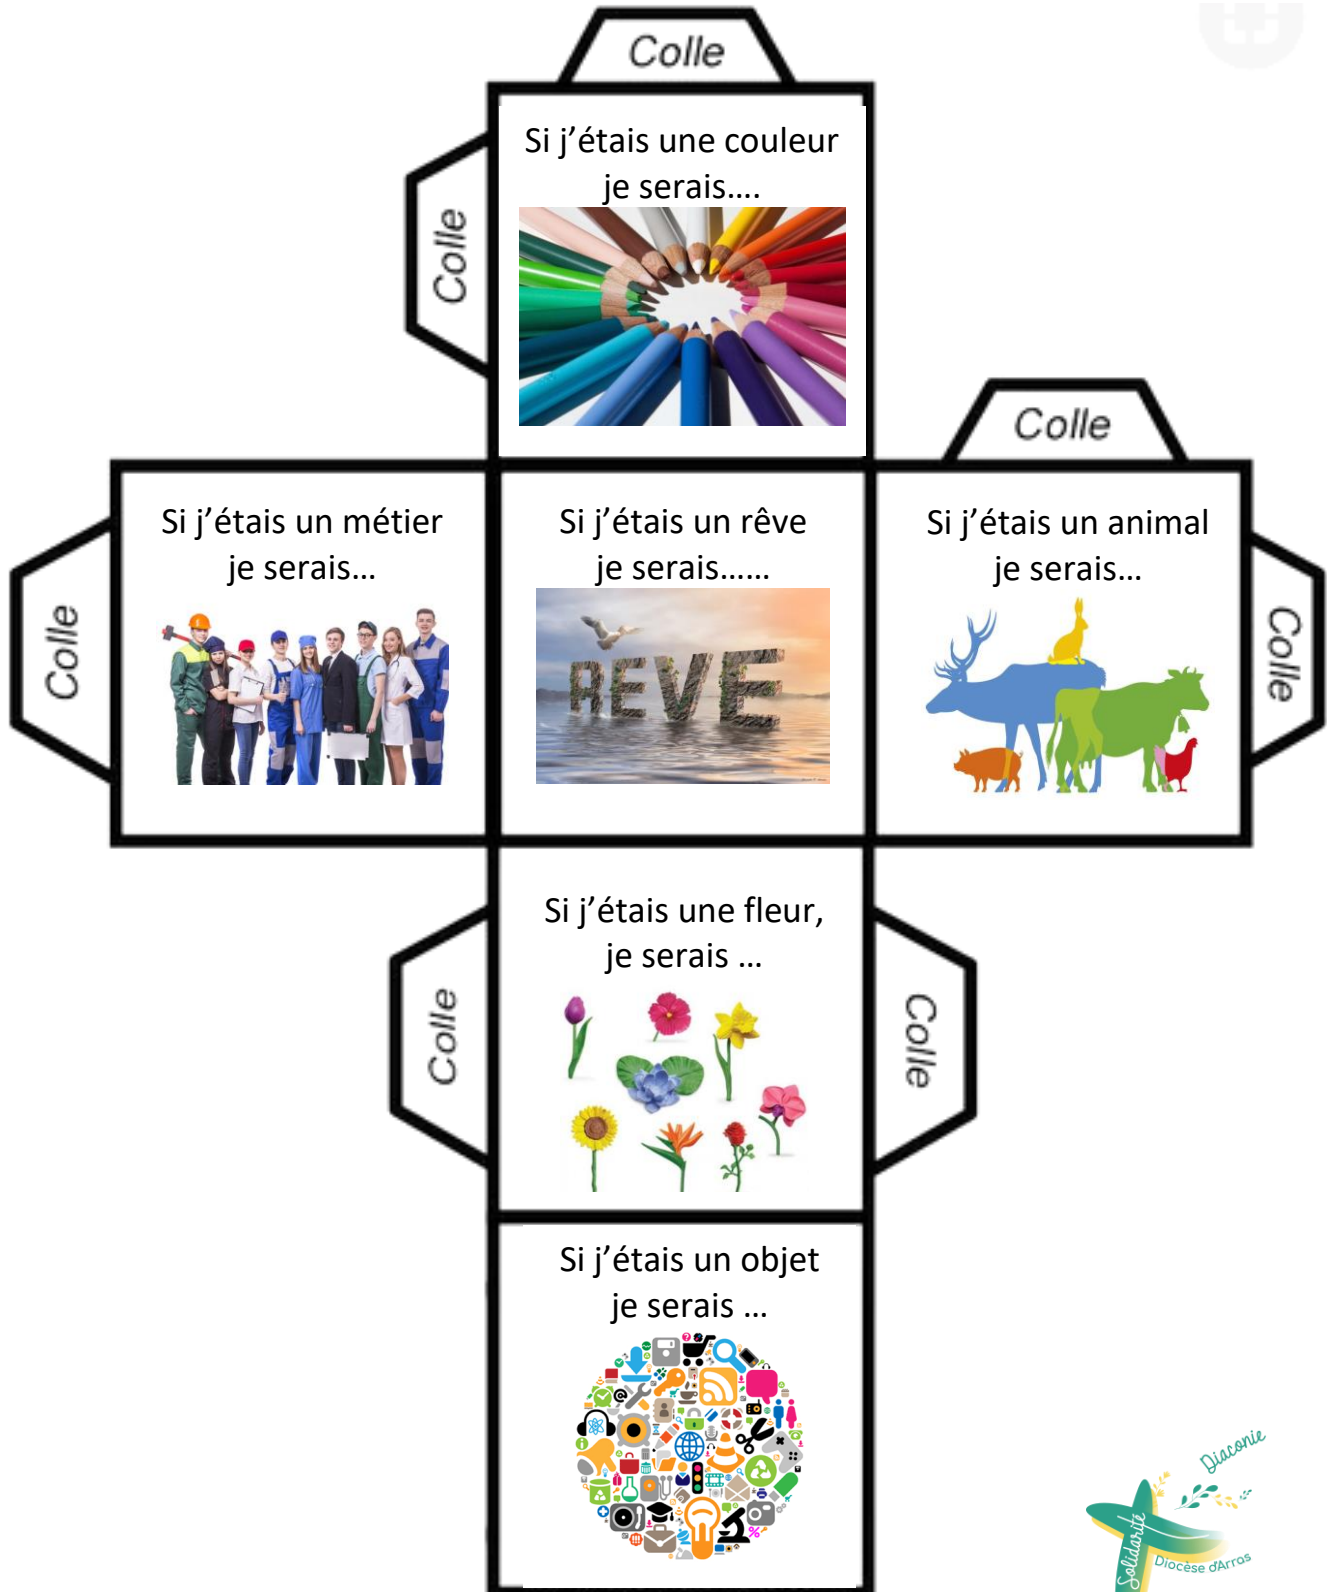 Colle
Si j’étais une couleur
je serais....
Colle
Colle
Si j’étais un métier
je serais...
Si j’étais un rêve
je serais......
REVE
Si j’étais un animal
je serais...
Colle
Colle
Si j’étais une fleur,
je serais ...
Colle
Colle
Si j’étais un objet
je serais ...
Diaconie
Solidarité
Diocèse d'Arras